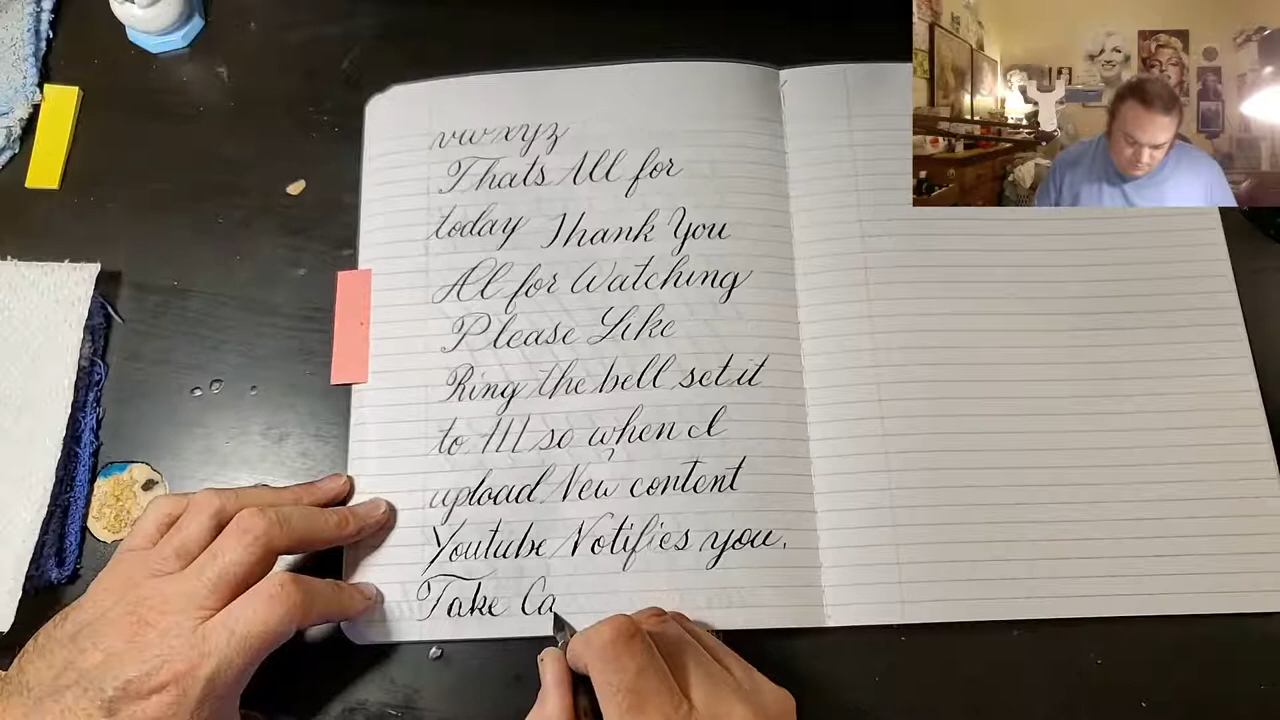 vwxyz
Thats All for
today Thank You
All for Watching
Please Like
Ring the bell set it
to All so when I
upload New content
Youtube Notifies you.
Take Ca